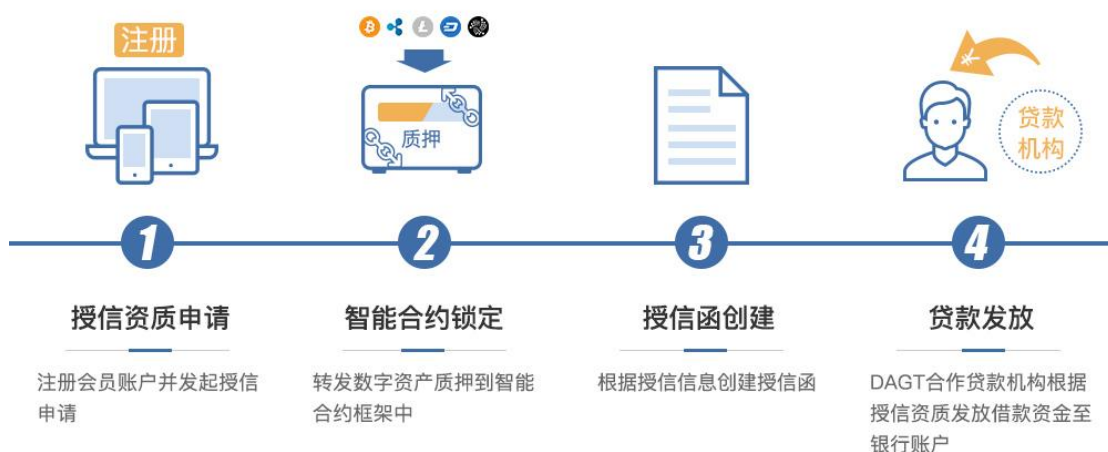 注册
质押
贷款
机构
1
2
3
4
授信资质申请
注册会员账户并发起授信
申请
智能合约锁定
转发数字资产质押到智能
合约框架中
授信函创建
根据授信信息创建授信函
贷款发放
DAGT合作贷款机构根据
授信资质发放借款资金至
银行账户